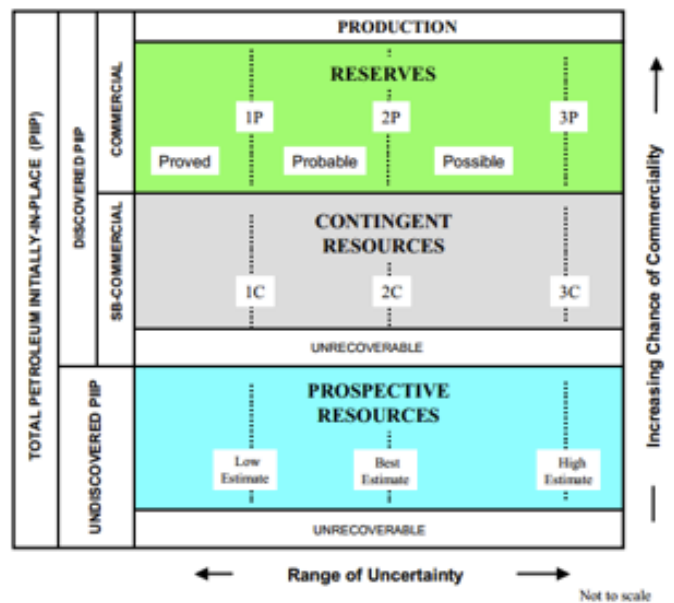 TOTAL PETROLEUM INITIALLY-IN-PLACE (PIIP)
DISCOVERED PIIP
UNDISCOVERED PIIP
COMMERCIAL
SB-COMMERCIAL
PRODUCTION
RESERVES
1P 2P 3P
Proved Probable Possible
CONTINGENT
RESOURCES
1C 2C 3C
UNRECOVERABLE
PROSPECTIVE
RESOURCES
Low Best High
Estimate Estimate Estimate
UNRECOVERABLE
Increasing Chance of Commerciality
Range of Uncertainty
Not to scale